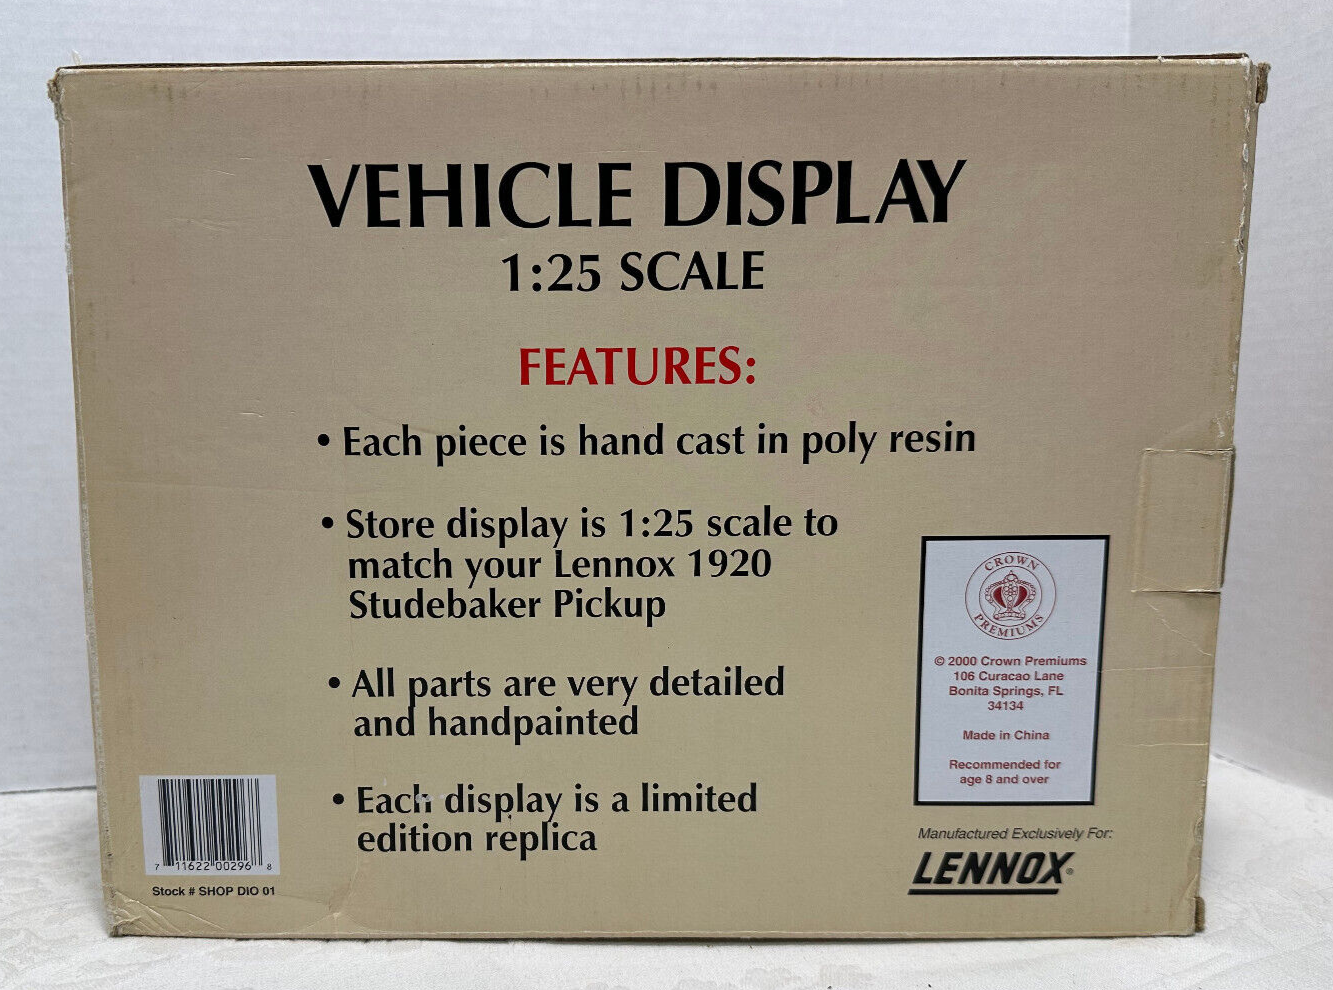 VEHICLE DISPLAY
1:25 SCALE
FEATURES:
• Each piece is hand cast in poly resin
• Store display is 1:25 scale to
match your Lennox 1920
Studebaker Pickup
• All parts are very detailed
and handpainted
• Each display is a limited
edition replica
7 11622 00296 8
Stock # SHOP DIO 01
CROWN
PREMIUMS
© 2000 Crown Premiums
106 Curacao Lane
Bonita Springs, FL
34134
Made in China
Recommended for
age 8 and over
Manufactured Exclusively For:
LENNOX®